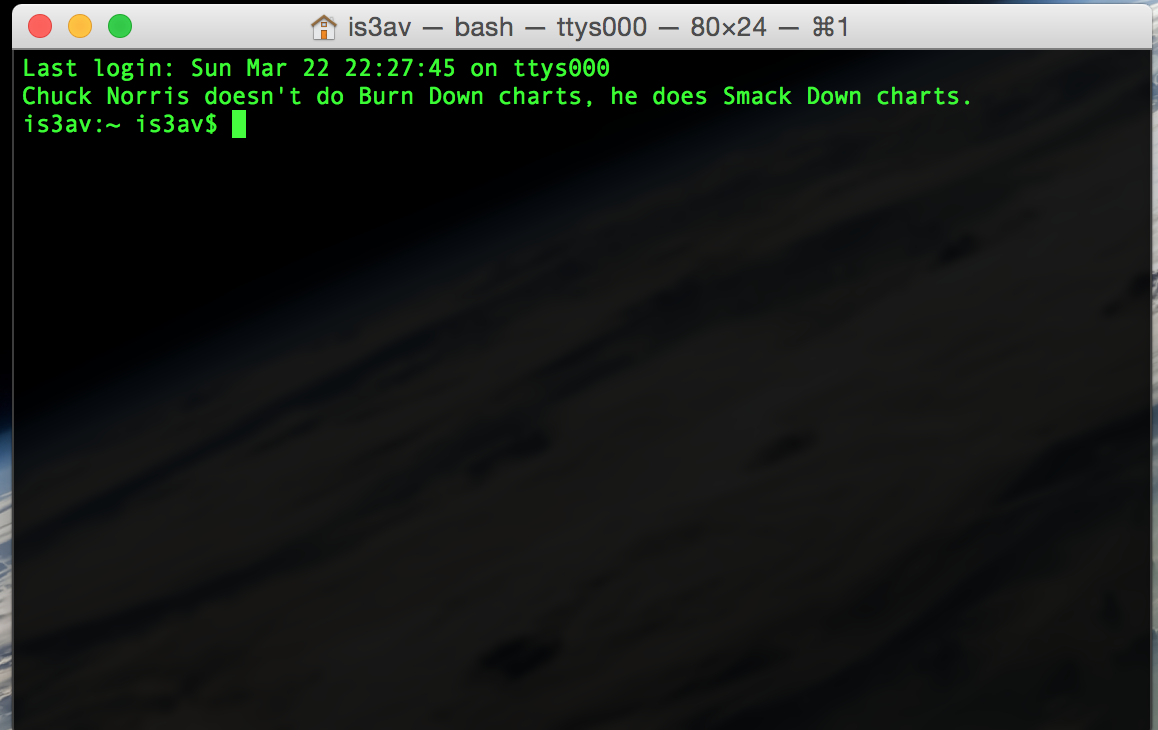 is3av — bash — ttys000 — 80×24 — ⌘1
Last login: Sun Mar 22 22:27:45 on ttys000
Chuck Norris doesn't do Burn Down charts, he does Smack Down charts.
is3av:~ is3av$